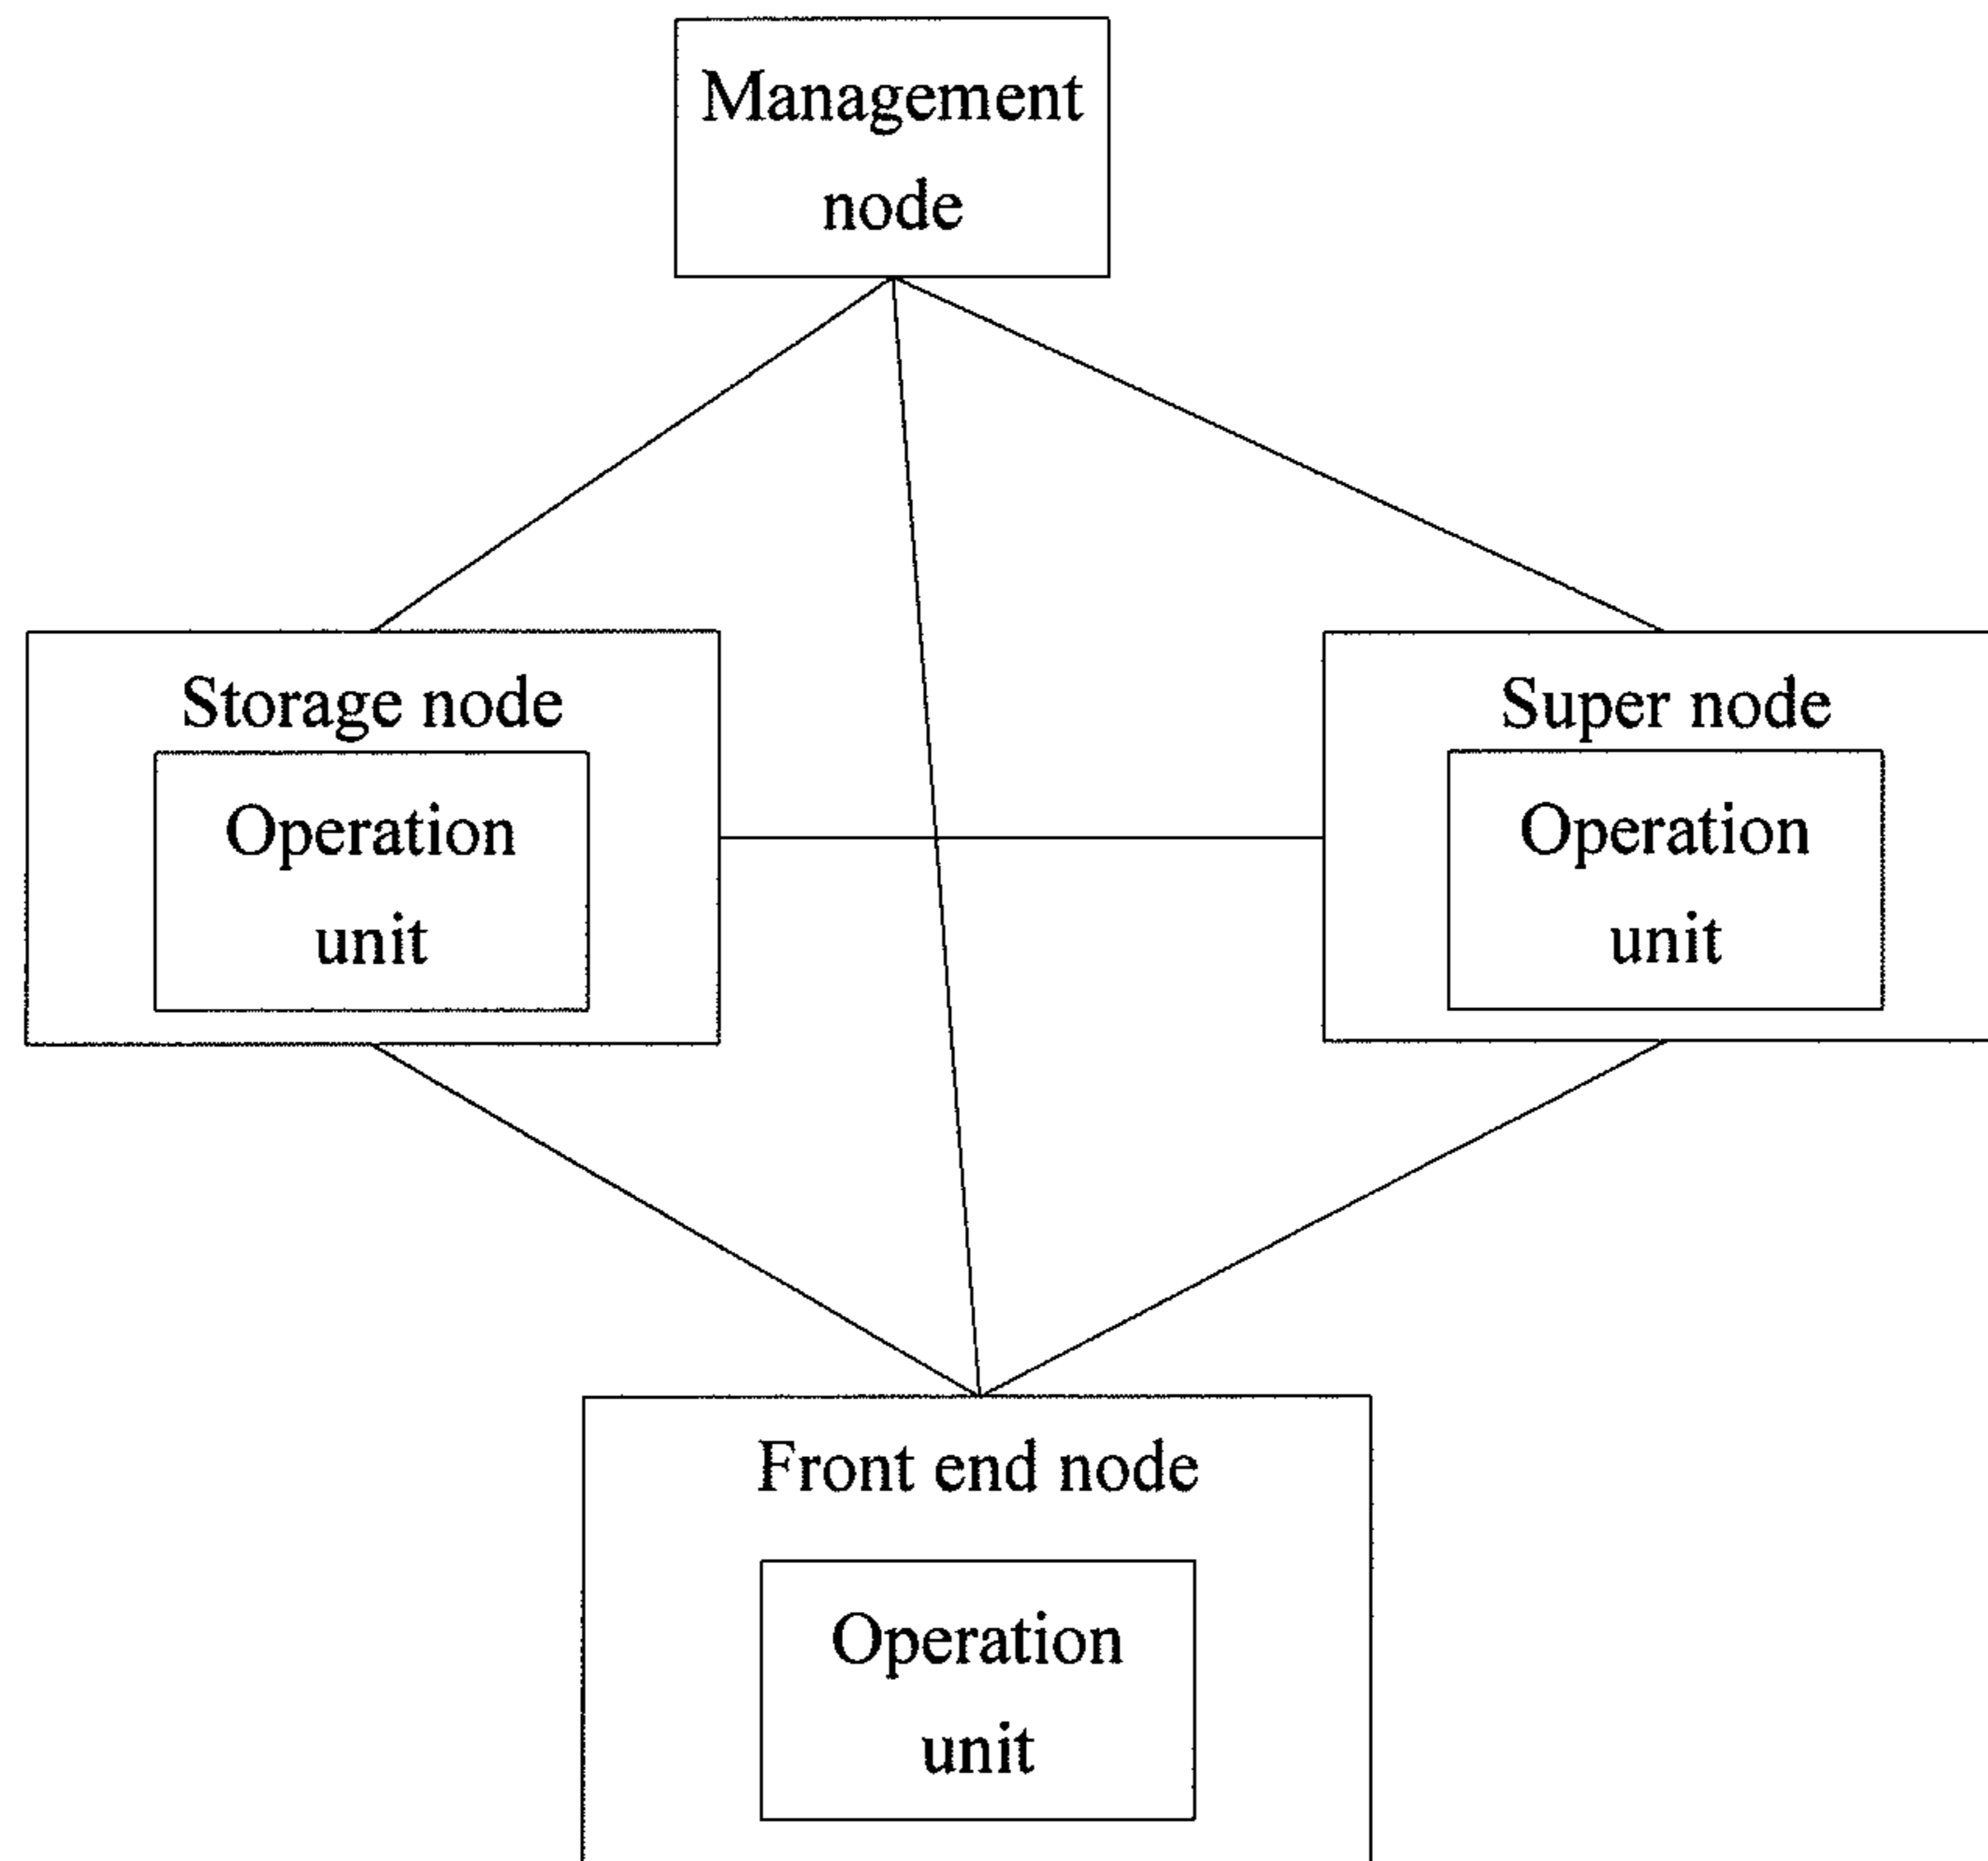 Management
node
Storage node
Operation
unit
Super node
Operation
unit
Front end node
Operation
unit